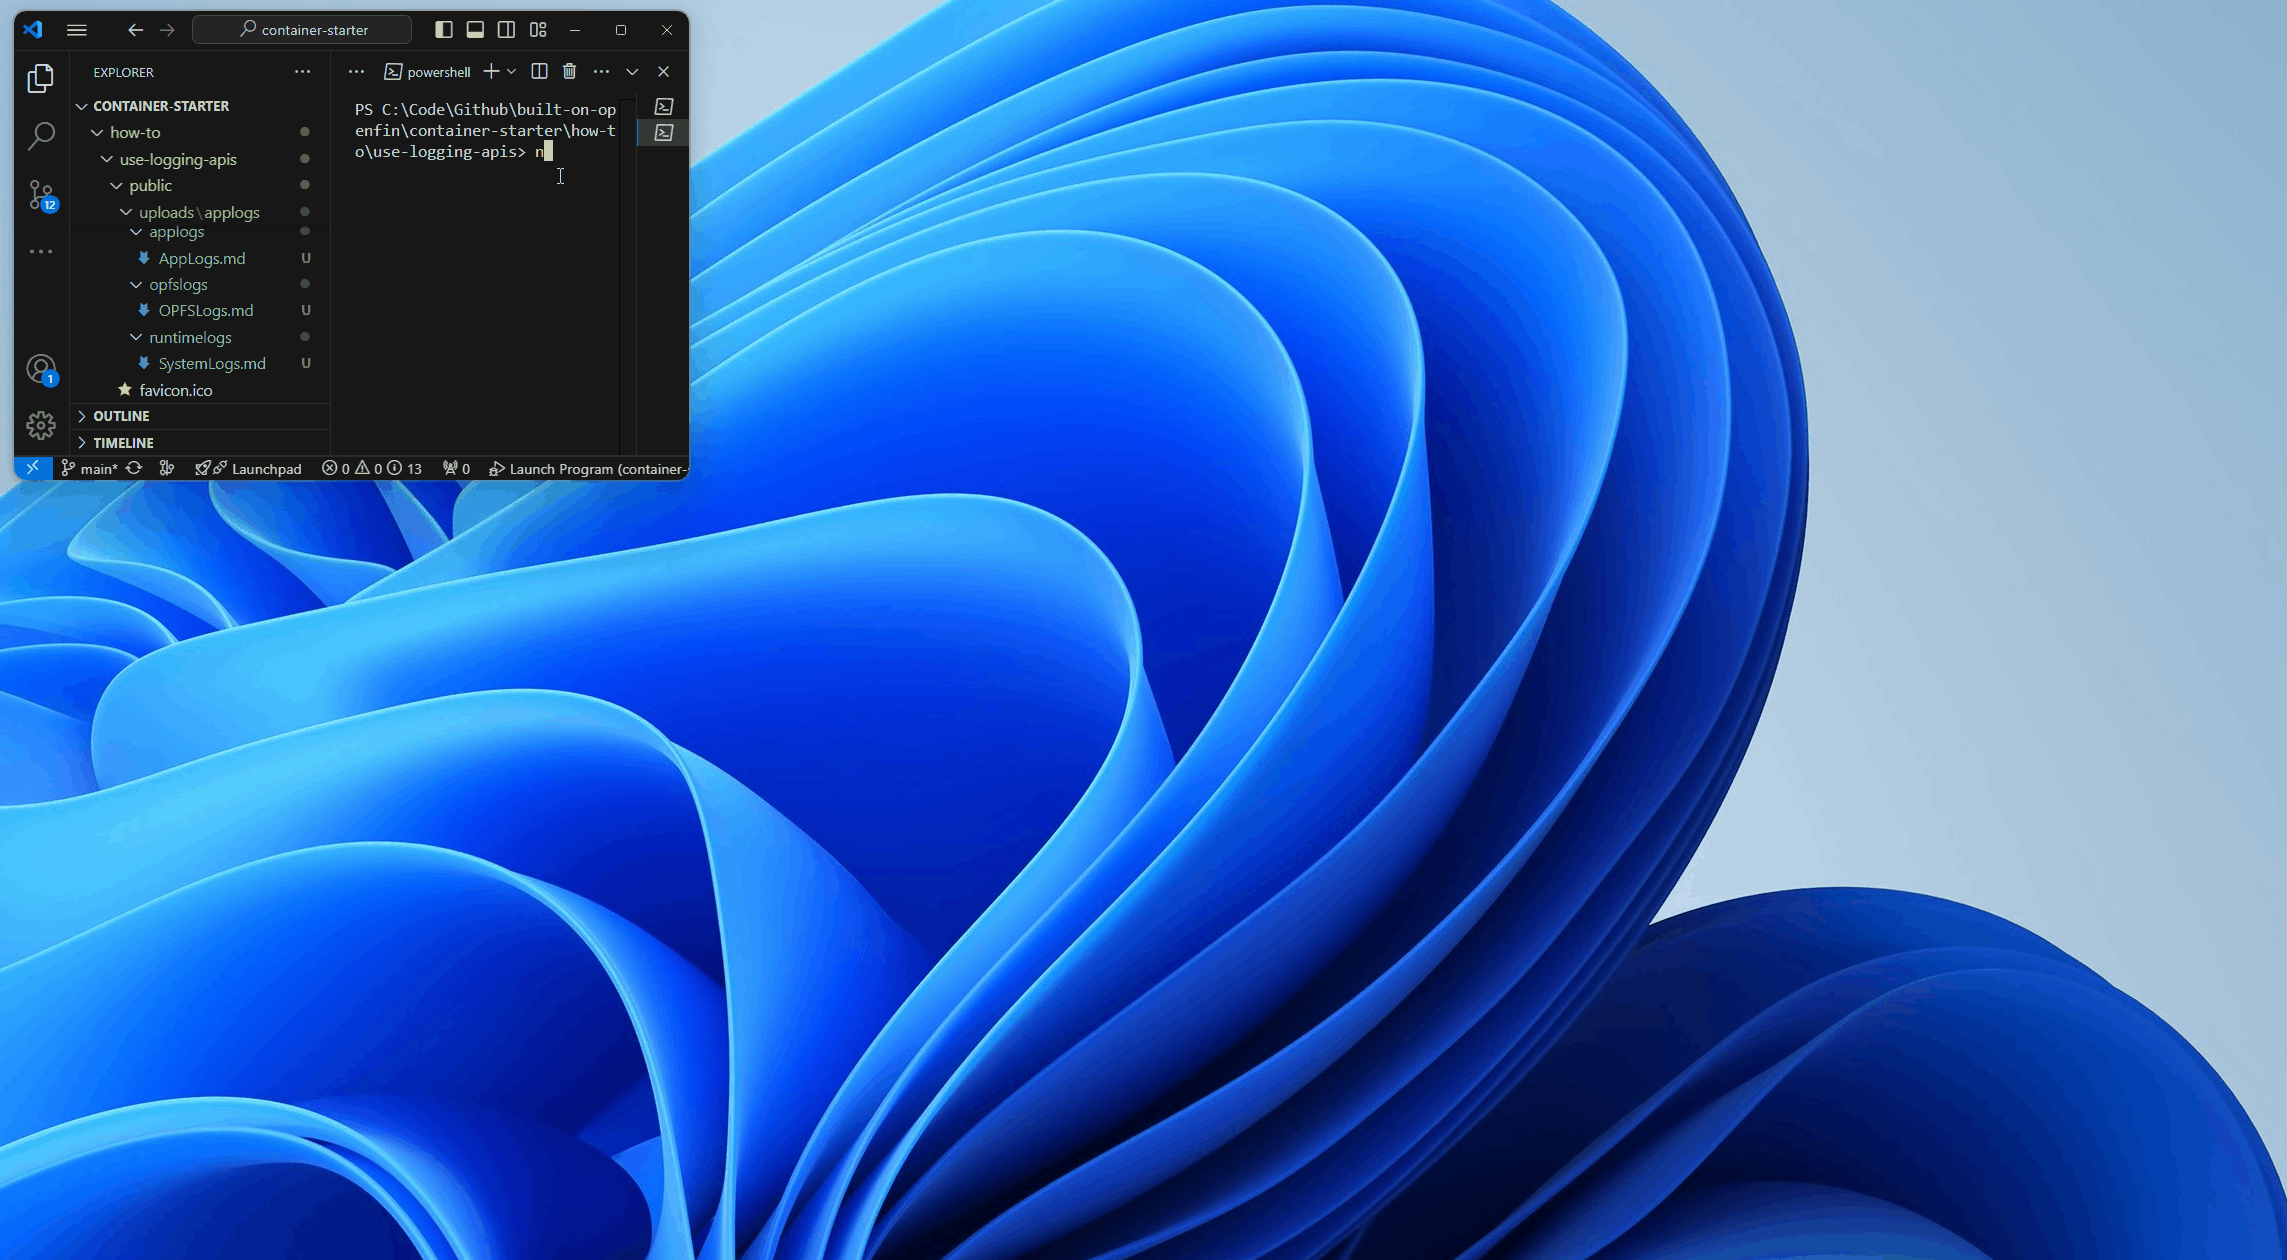 container-starter
EXPLORER
powershell
CONTAINER-STARTER
how-to
use-logging-apis
public
uploads\applogs
applogs
AppLogs.md U
opfslogs
OPFSLogs.md U
runtimelogs
SystemLogs.md U
favicon.ico
OUTLINE
TIMELINE
12
1
PS C:\Code\Github\built-on-op
enfin\container-starter\how-t
o\use-logging-apis> n
main* Launchpad 0 0 13 0 Launch Program (container-